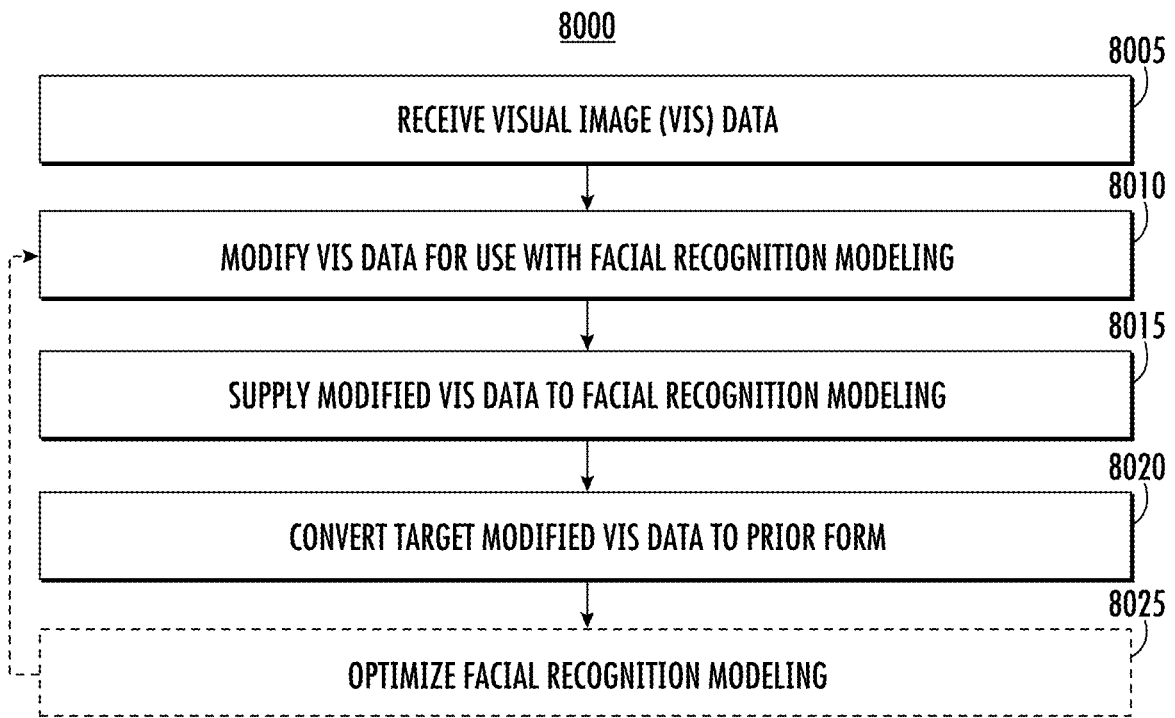 8000
8005
RECEIVE VISUAL IMAGE (VIS) DATA
8010
MODIFY VIS DATA FOR USE WITH FACIAL RECOGNITION MODELING
8015
SUPPLY MODIFIED VIS DATA TO FACIAL RECOGNITION MODELING
8020
CONVERT TARGET MODIFIED VIS DATA TO PRIOR FORM
8025
OPTIMIZE FACIAL RECOGNITION MODELING